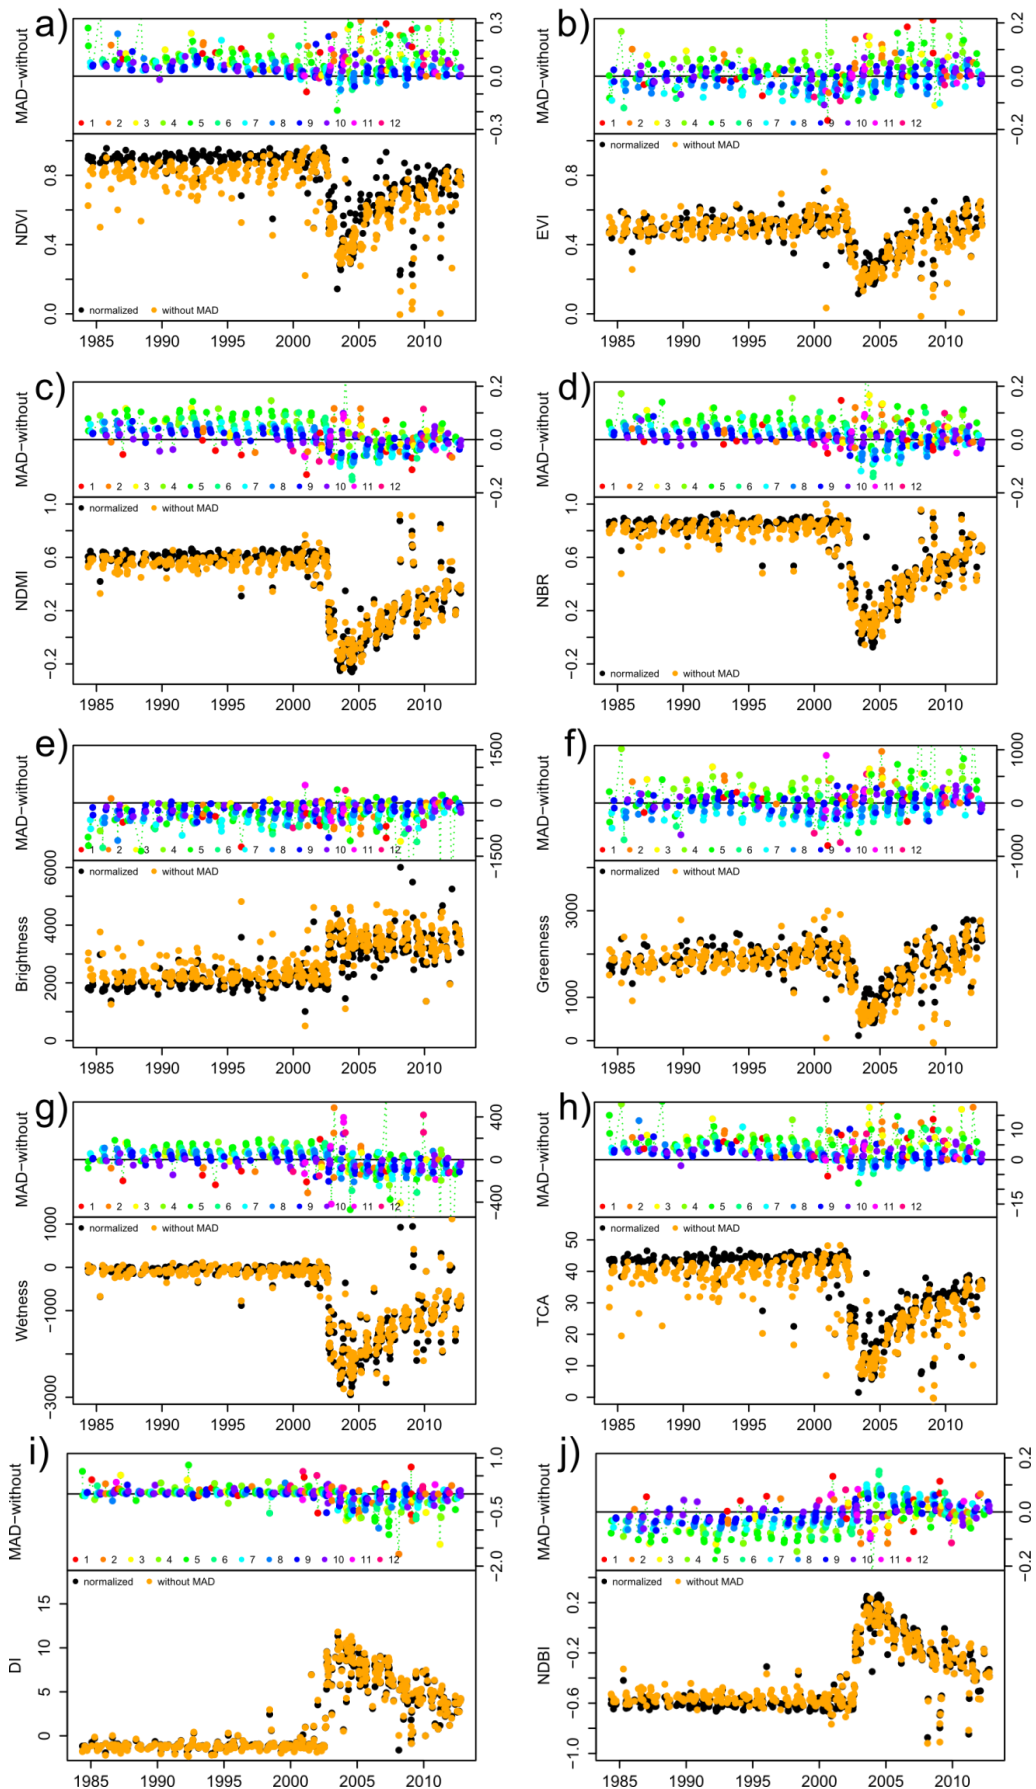 a)
MAD−without
0.3
0.0
−0.3
1 2 3 4 5 6 7 8 9 10 11 12
NDVI
0.8
0.4
0.0
normalized without MAD
1985 1990 1995 2000 2005 2010
b)
MAD−without
0.2
0.0
−0.2
1 2 3 4 5 6 7 8 9 10 11 12
normalized without MAD
EVI
0.8
0.4
0.0
1985 1990 1995 2000 2005 2010
c)
MAD−without
0.2
0.0
−0.2
1 2 3 4 5 6 7 8 9 10 11 12
normalized without MAD
NDMI
1.0
0.6
0.2
−0.2
1985 1990 1995 2000 2005 2010
d)
MAD−without
0.2
0.0
−0.2
1 2 3 4 5 6 7 8 9 10 11 12
NBR
1.0
0.6
0.2
−0.2
normalized without MAD
1985 1990 1995 2000 2005 2010
e)
MAD−without
1500
0
−1500
1 2 3 4 5 6 7 8 9 10 11 12
normalized without MAD
Brightness
6000
4000
2000
0
1985 1990 1995 2000 2005 2010
f)
MAD−without
1000
0
−1000
1 2 3 4 5 6 7 8 9 10 11 12
normalized without MAD
Greenness
3000
1000
0
1985 1990 1995 2000 2005 2010
g)
MAD−without
400
0
−400
1 2 3 4 5 6 7 8 9 10 11 12
normalized without MAD
Wetness
1000
0
−1000
−3000
1985 1990 1995 2000 2005 2010
h)
MAD−without
10
0
−15
1 2 3 4 5 6 7 8 9 10 11 12
normalized without MAD
TCA
50
40
30
20
10
0
1985 1990 1995 2000 2005 2010
i)
MAD−without
1.0
−0.5
−2.0
1 2 3 4 5 6 7 8 9 10 11 12
normalized without MAD
DI
15
10
5
0
1985 1990 1995 2000 2005 2010
j)
MAD−without
0.2
0.0
−0.2
1 2 3 4 5 6 7 8 9 10 11 12
normalized without MAD
NDBI
0.2
−0.2
−0.6
−1.0
1985 1990 1995 2000 2005 2010